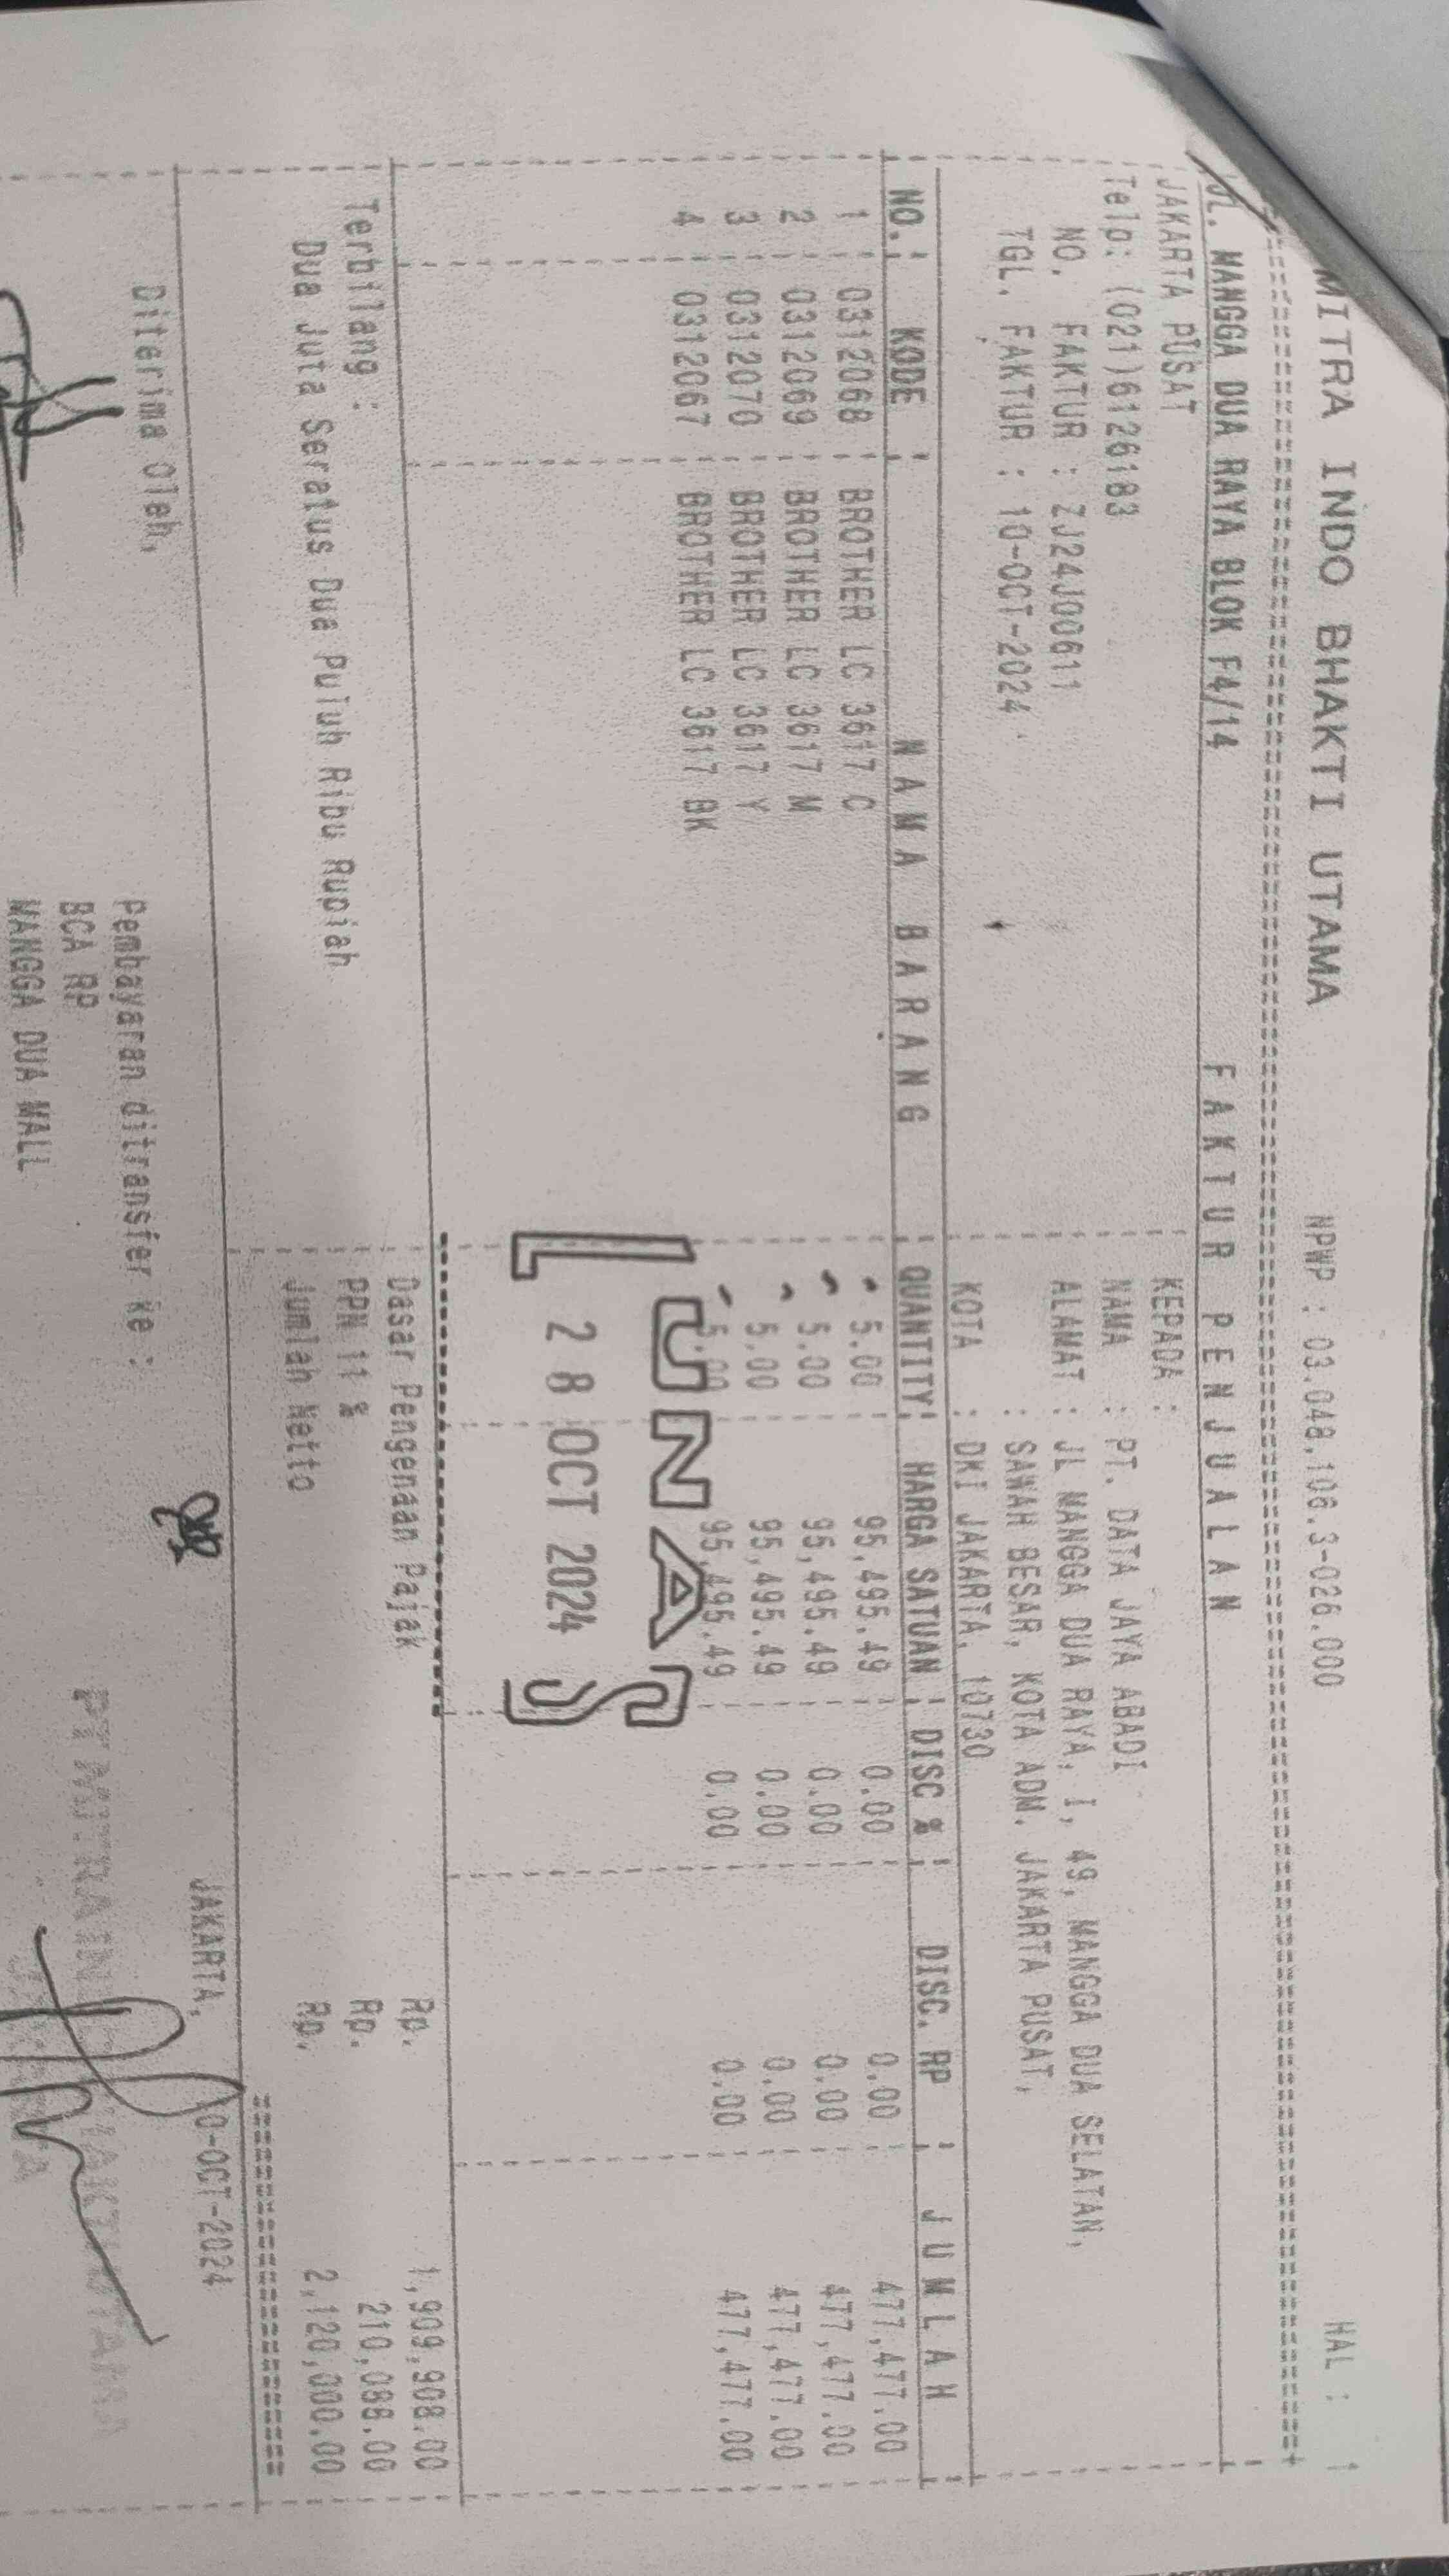 MITRA INDO BHAKTI UTAMA NPWP : 03.048.106.3-026.000 HAL : 1
JL. MANGGA DUA RAYA BLOK F4/14 FAKTUR PENJUALAN
JAKARTA PUSAT KEPADA :
Telp: (021)6126183 NAMA : PT. DATA JAYA ABADI
NO. FAKTUR : ZJ24J00611 ALAMAT : JL MANGGA DUA RAYA, 1, 49, MANGGA DUA SELATAN,
TGL. FAKTUR : 10-OCT-2024 : SAWAH BESAR, KOTA ADM. JAKARTA PUSAT,
KOTA : DKI JAKARTA, 10730
NO. KODE NAMA BARANG QUANTITY HARGA SATUAN DISC % DISC. RP JUMLAH
1 0312068 BROTHER LC 3617 C 5.00 95,495.49 0.00 0.00 477,477.00
2 0312069 BROTHER LC 3617 M 5.00 95,495.49 0.00 0.00 477,477.00
3 0312070 BROTHER LC 3617 Y 5.00 95,495.49 0.00 0.00 477,477.00
4 0312067 BROTHER LC 3617 BK 5.00 95,495.49 0.00 0.00 477,477.00
LUNAS
28 OCT 2024
Dasar Pengenaan Pajak Rp. 1,909,908.00
Terbilang : PPN 11 % Rp. 210,088.00
Dua Juta Seratus Dua Puluh Ribu Rupiah Jumlah Netto Rp. 2,120,000.00
JAKARTA, 0-OCT-2024
Diterima Oleh, Pembayaran ditransfer ke :
BCA RP PT MITRA INDO BHAKTI UTAMA
MANGGA DUA MALL